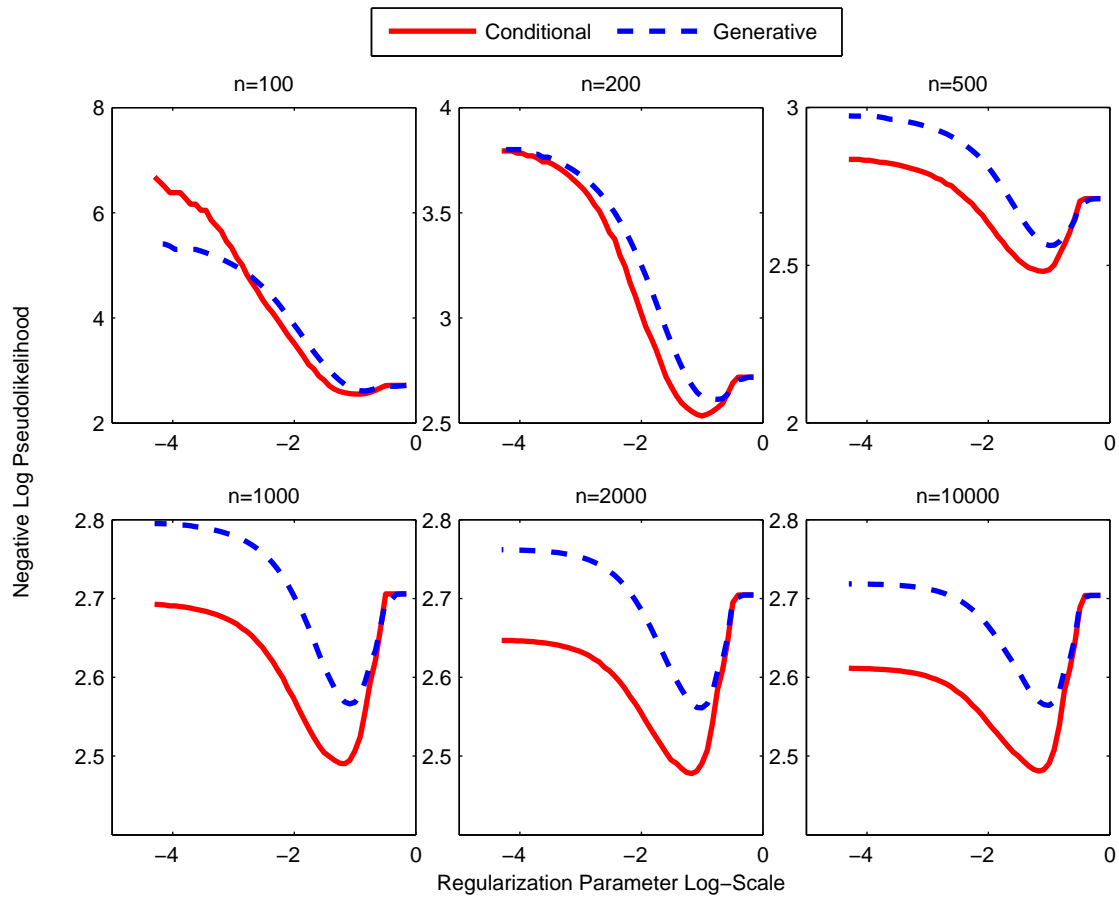 Conditional Generative
n=100 n=200 n=500
8 4 3
6 3.5
2.5
4 3
2 2.5 2
−4 −2 0 −4 −2 0 −4 −2 0
Negative Log Pseudolikelihood
n=1000 n=2000 n=10000
2.8 2.8 2.8
2.7 2.7 2.7
2.6 2.6 2.6
2.5 2.5 2.5
−4 −2 0 −4 −2 0 −4 −2 0
Regularization Parameter Log−Scale